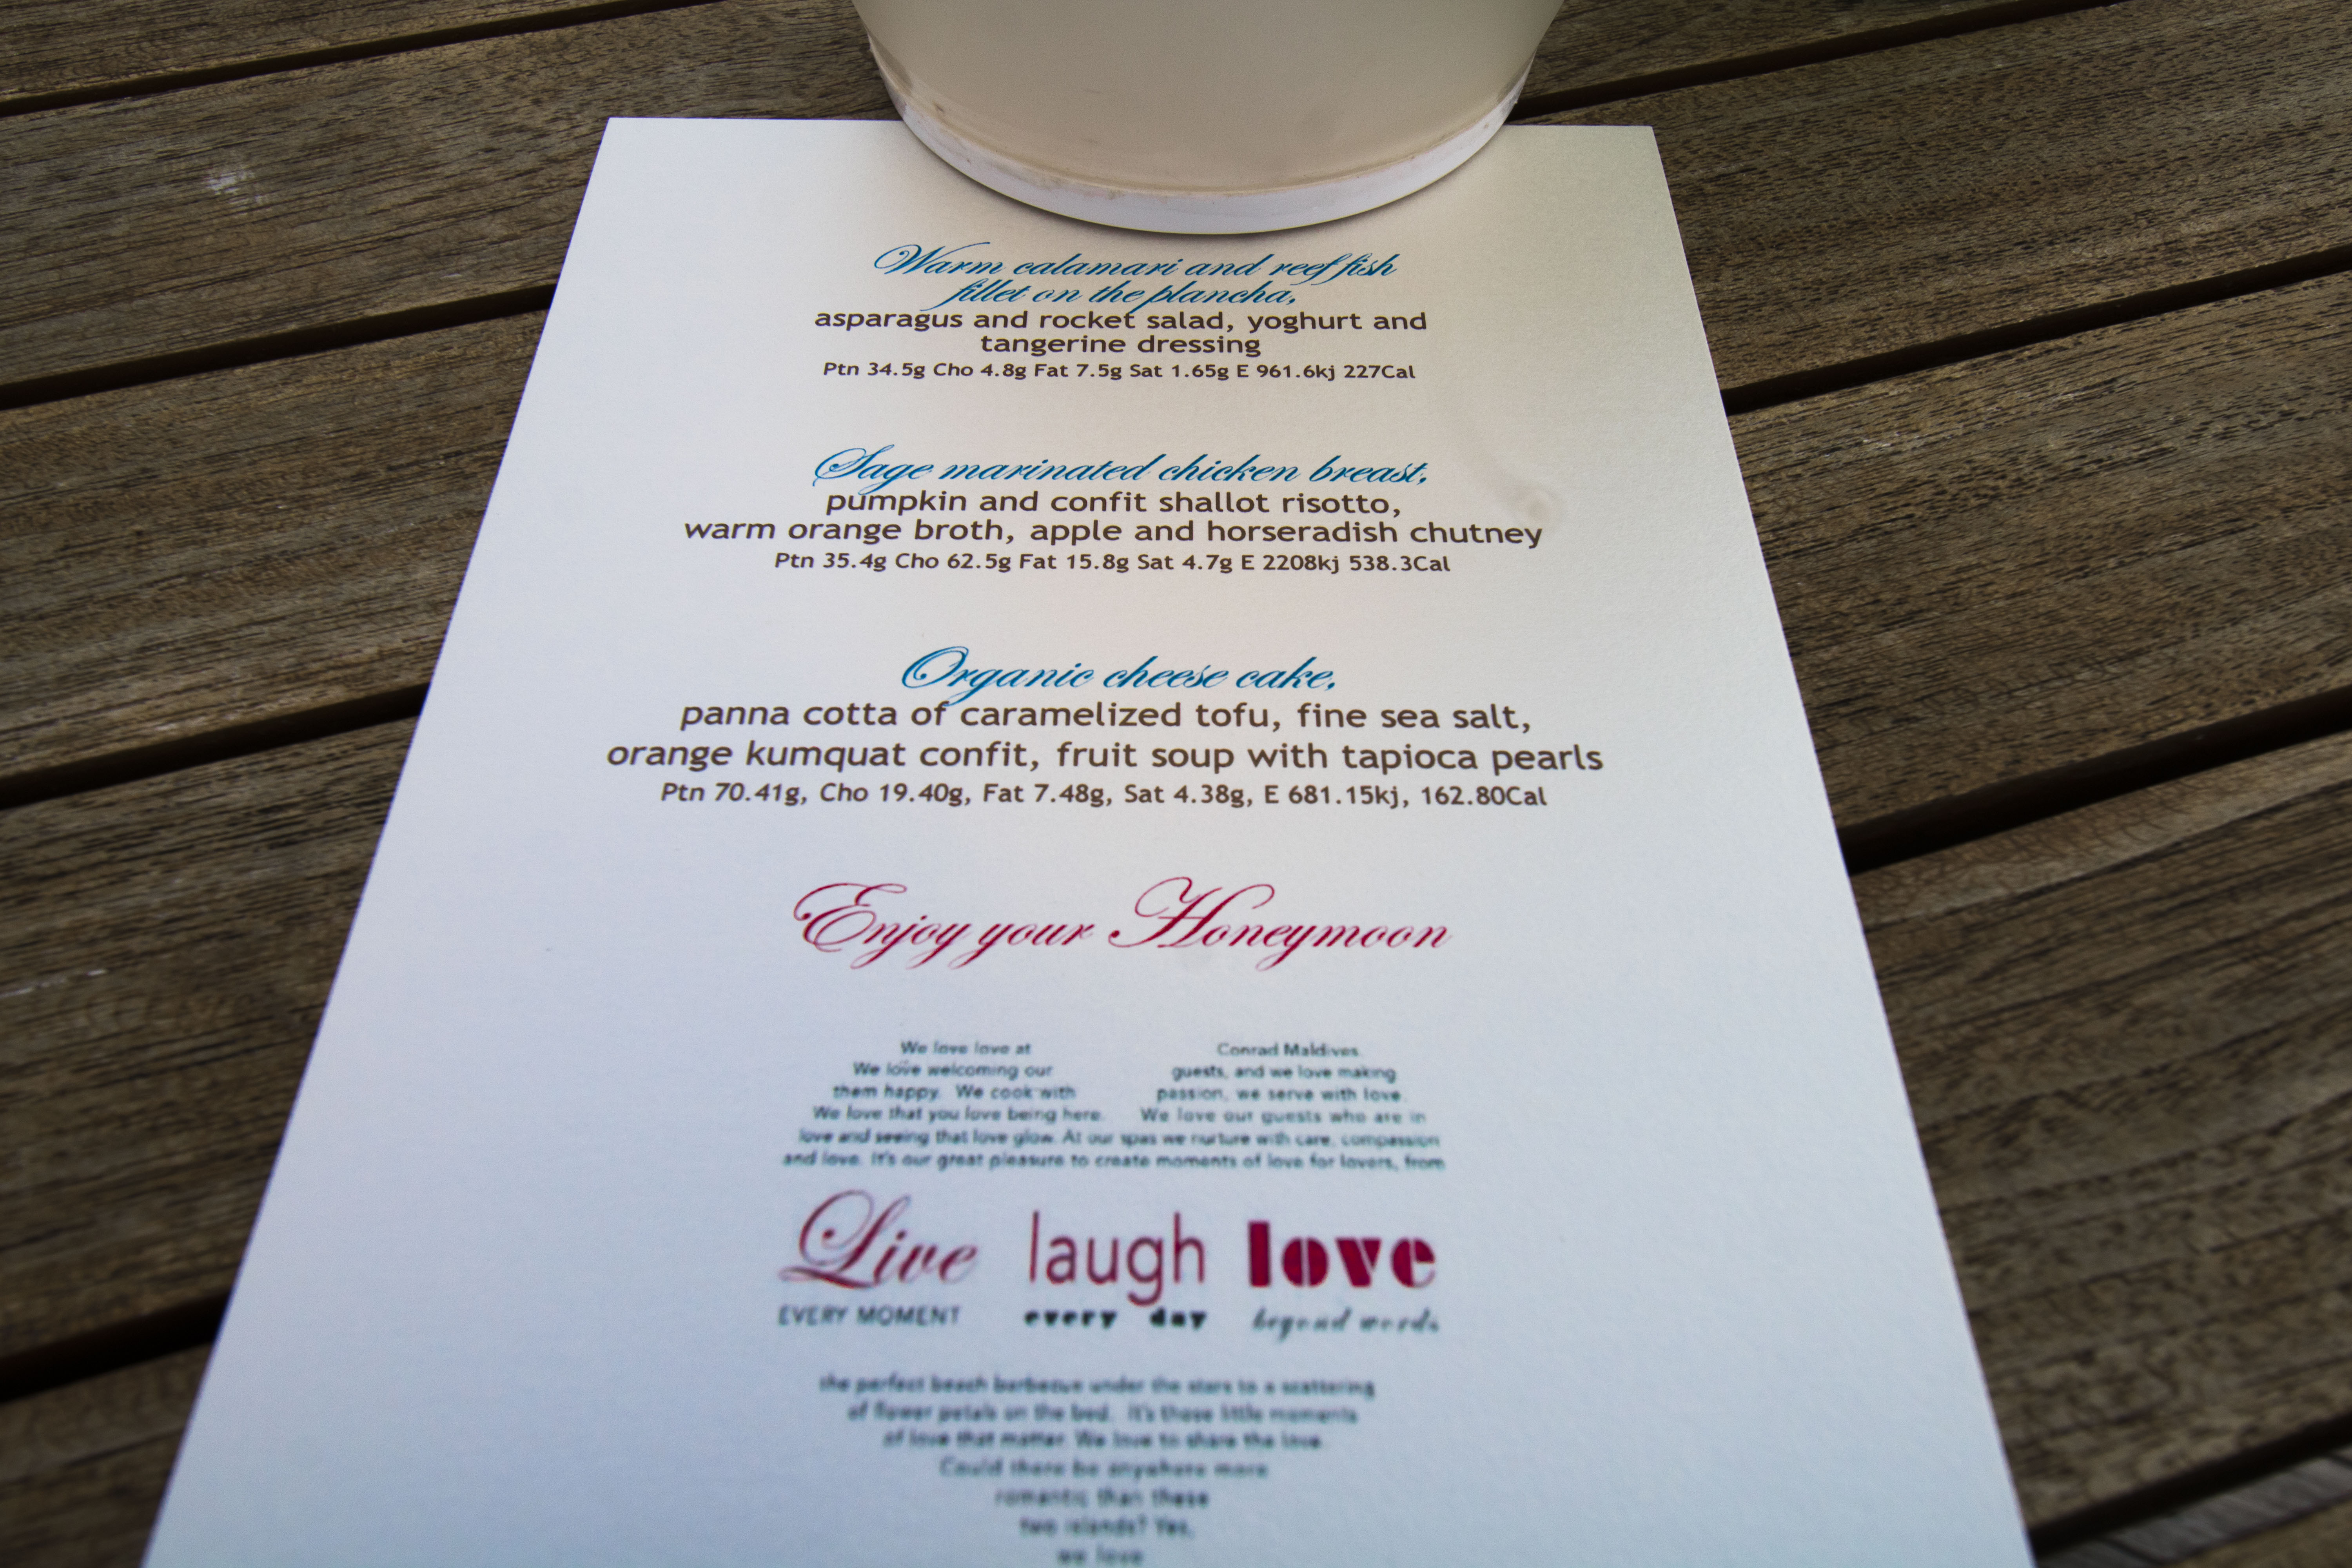 Warm calamari and reef fish
fillet on the plancha,
asparagus and rocket salad, yoghurt and
tangerine dressing
Ptn 34.5g Cho 4.8g Fat 7.5g Sat 1.65g E 961.6kj 227Cal
Sage marinated chicken breast,
pumpkin and confit shallot risotto,
warm orange broth, apple and horseradish chutney
Ptn 35.4g Cho 62.5g Fat 15.8g Sat 4.7g E 2208kj 538.3Cal
Organic cheese cake,
panna cotta of caramelized tofu, fine sea salt,
orange kumquat confit, fruit soup with tapioca pearls
Ptn 70.41g, Cho 19.40g, Fat 7.48g, Sat 4.38g, E 681.15kj, 162.80Cal
Enjoy your Honeymoon
We love love at Conrad Maldives.
We love welcoming our guests, and we love making
them happy. We cook with passion, we serve with love.
We love that you love being here. We love our guests who are in
love and seeing that love glow. At our spas we nurture with care, compassion
and love. It's our great pleasure to create moments of love for lovers, from
Live laugh love
EVERY MOMENT every day beyond words
the perfect beach barbecue under the stars to a scattering
of flower petals on the bed. It's those little moments
of love that matter. We love to share the love.
Could there be anywhere more
romantic than these
two islands? Yes,
we love